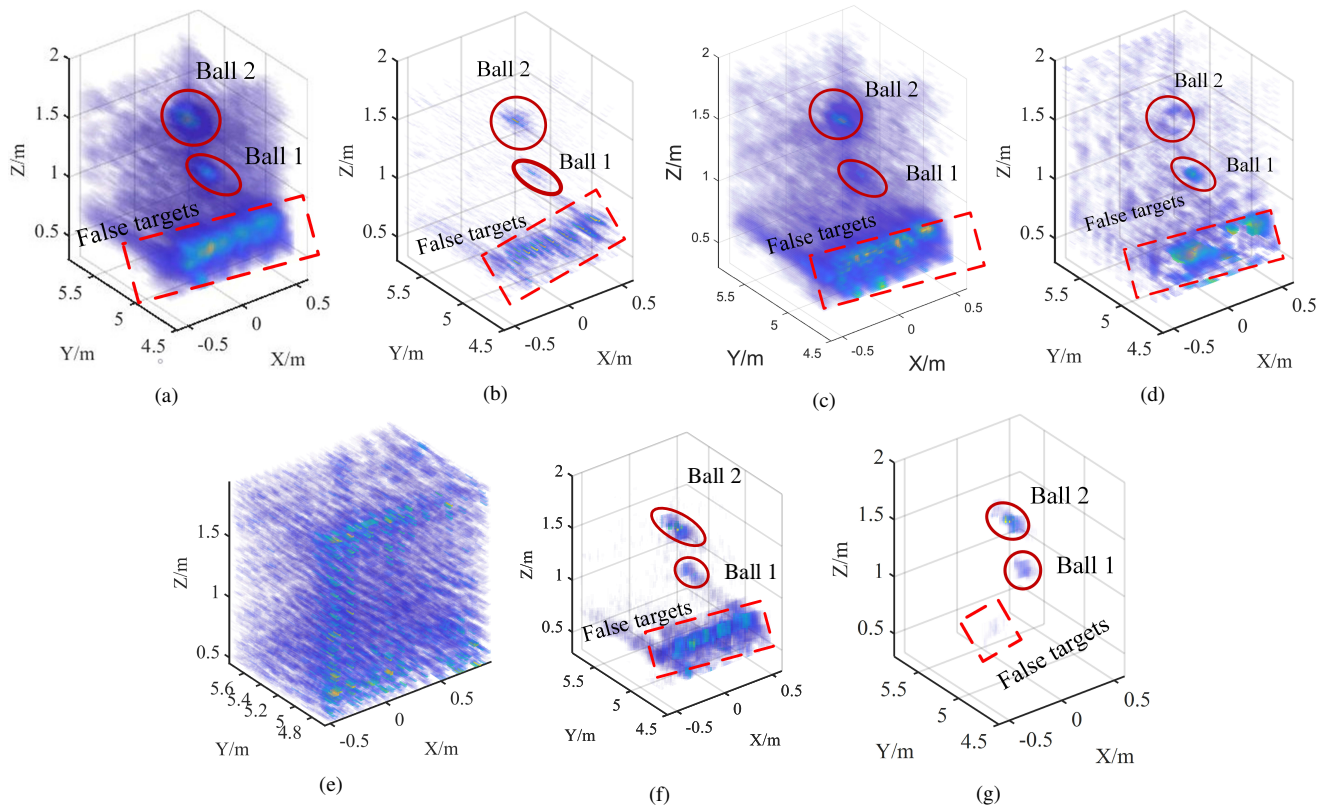 2
Ball 2
1.5
Ball 1
Z/m
1
False targets
0.5
5.5
5
4.5
Y/m
-0.5
0
0.5
X/m
(a)
2
Ball 2
1.5
Ball 1
Z/m
1
False targets
0.5
5.5
5
4.5
Y/m
-0.5
0
0.5
X/m
(b)
2
Ball 2
1.5
Ball 1
Z/m
1
False targets
0.5
5.5
5
4.5
Y/m
-0.5
0
0.5
X/m
(c)
2
Ball 2
1.5
Ball 1
Z/m
1
False targets
0.5
5.5
5
4.5
Y/m
-0.5
0
0.5
X/m
(d)
1.5
Z/m
1
0.5
5.6
5.4
5.2
5
4.8
Y/m
-0.5
0
0.5
X/m
(e)
2
Ball 2
1.5
Ball 1
Z/m
1
False targets
0.5
5.5
5
4.5
Y/m
-0.5
0
0.5
X/m
(f)
2
Ball 2
1.5
Ball 1
Z/m
1
False targets
0.5
5.5
5
4.5
Y/m
-0.5
0
0.5
X/m
(g)